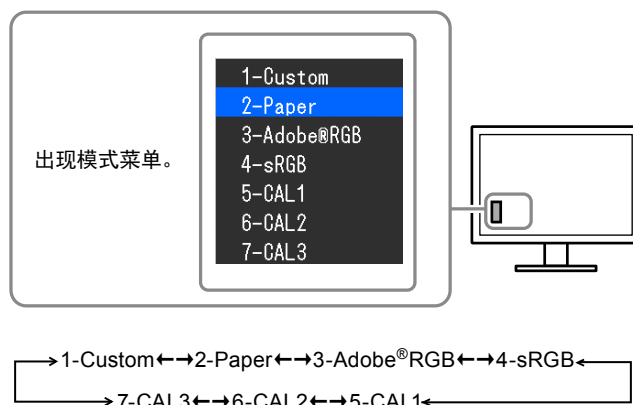 出现模式菜单。
1-Custom
2-Paper
3-Adobe®RGB
4-sRGB
5-CAL1
6-CAL2
7-CAL3
1-Custom←→2-Paper←→3-Adobe®RGB←→4-sRGB
7-CAL3←→6-CAL2←→5-CAL1